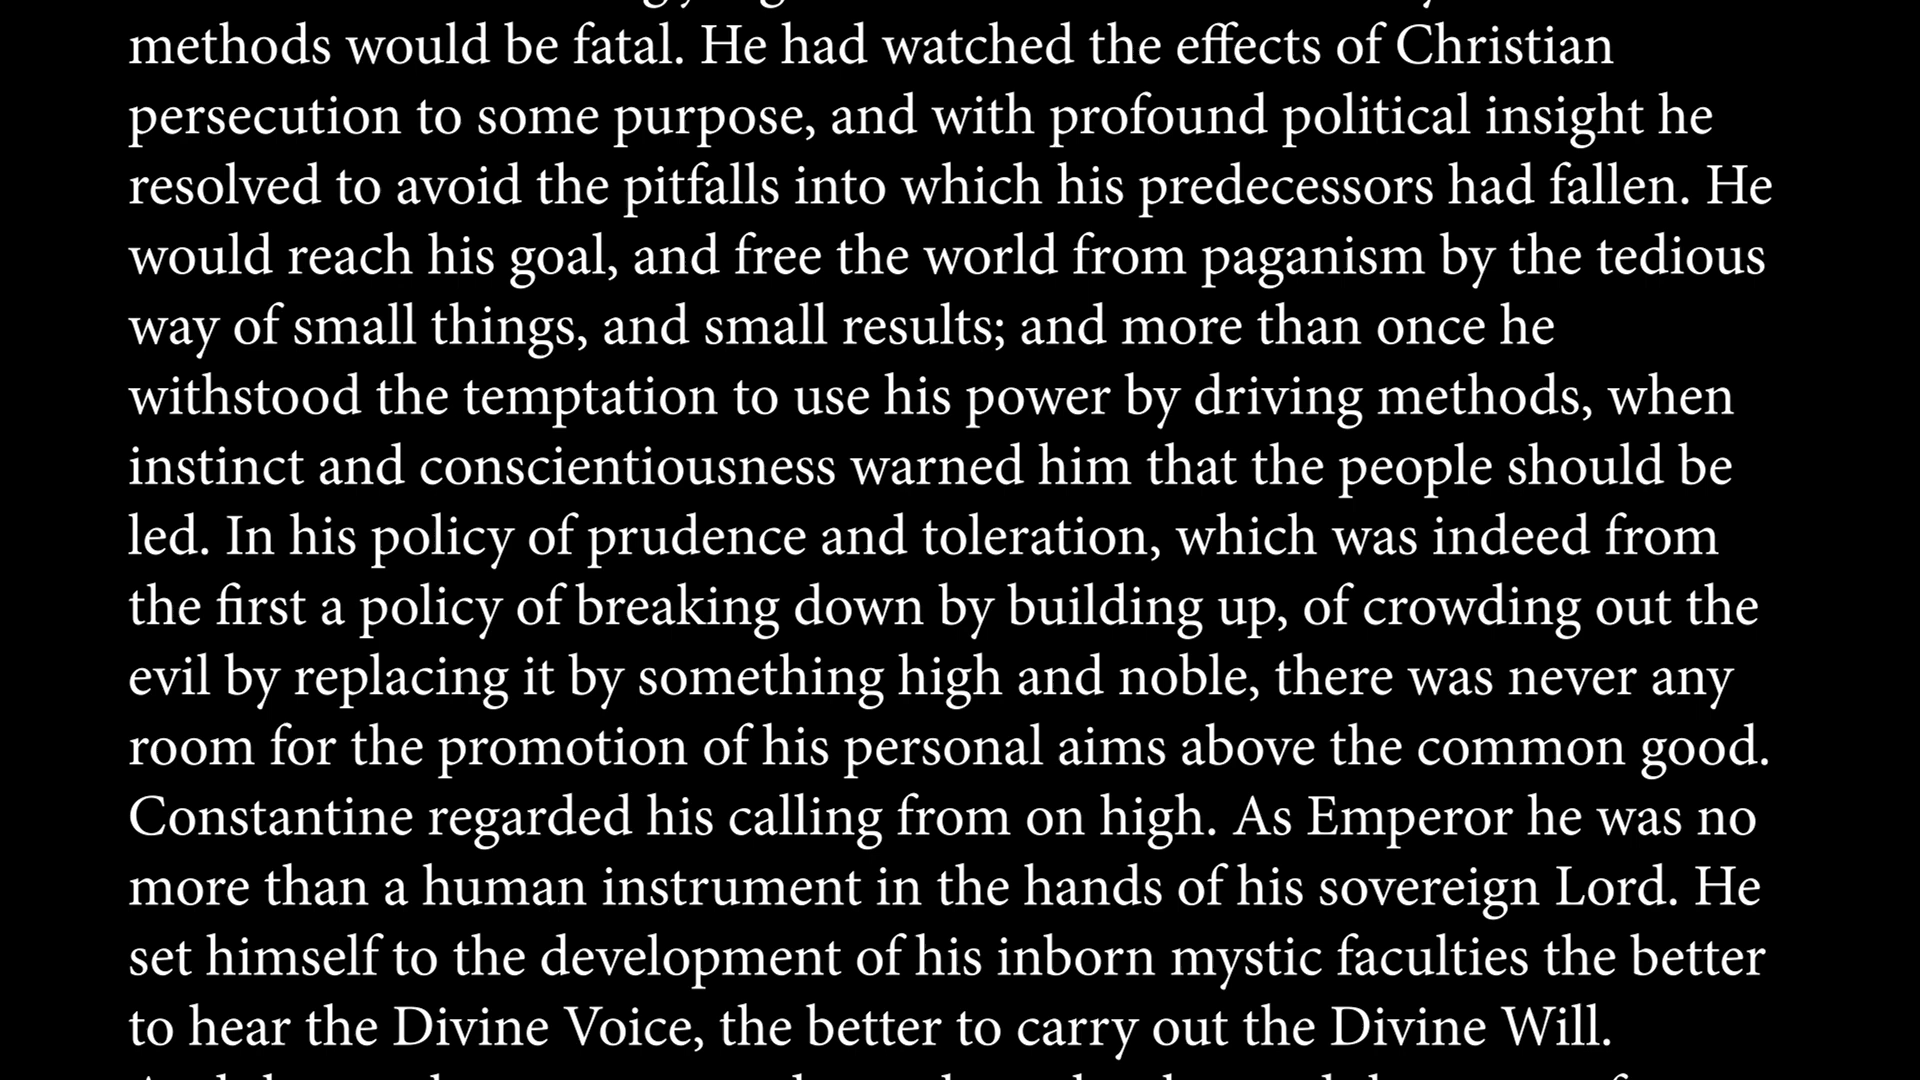 methods would be fatal. He had watched the effects of Christian
persecution to some purpose, and with profound political insight he
resolved to avoid the pitfalls into which his predecessors had fallen. He
would reach his goal, and free the world from paganism by the tedious
way of small things, and small results; and more than once he
withstood the temptation to use his power by driving methods, when
instinct and conscientiousness warned him that the people should be
led. In his policy of prudence and toleration, which was indeed from
the first a policy of breaking down by building up, of crowding out the
evil by replacing it by something high and noble, there was never any
room for the promotion of his personal aims above the common good.
Constantine regarded his calling from on high. As Emperor he was no
more than a human instrument in the hands of his sovereign Lord. He
set himself to the development of his inborn mystic faculties the better
to hear the Divine Voice, the better to carry out the Divine Will.